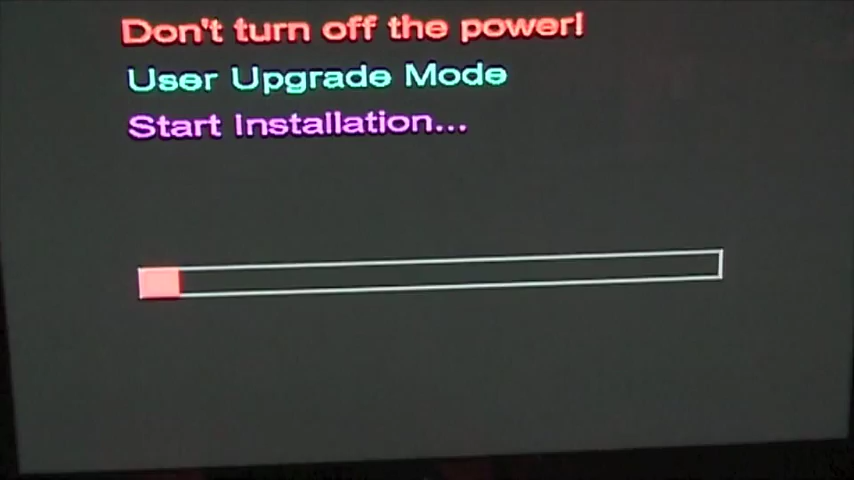 Don't turn off the power!
User Upgrade Mode
Start Installation...